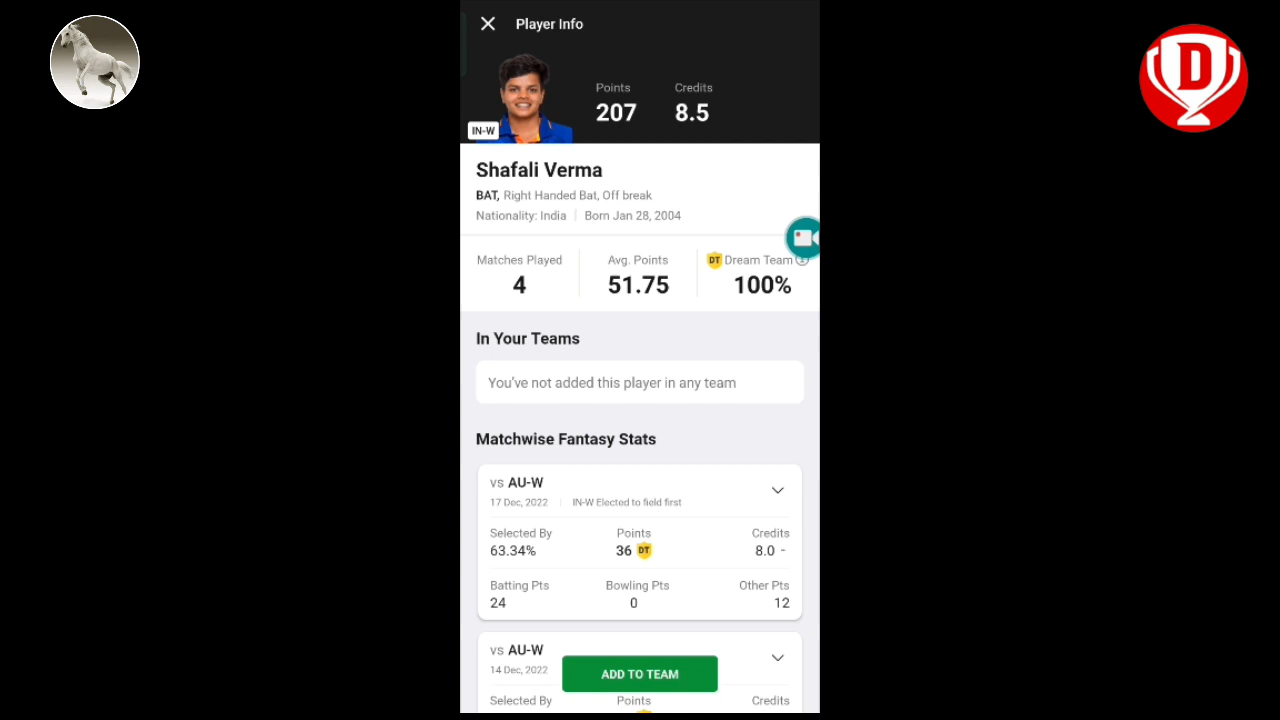 Player Info
Points Credits
207 8.5
IN-W
D
Shafali Verma
BAT, Right Handed Bat, Off break
Nationality: India | Born Jan 28, 2004
Matches Played Avg. Points DT Dream Team
4 51.75 100%
In Your Teams
You've not added this player in any team
Matchwise Fantasy Stats
vs AU-W
17 Dec, 2022 | IN-W Elected to field first
Selected By Points Credits
63.34% 36 DT 8.0 -
Batting Pts Bowling Pts Other Pts
24 0 12
vs AU-W
14 Dec, 2022
ADD TO TEAM
Selected By Points Credits